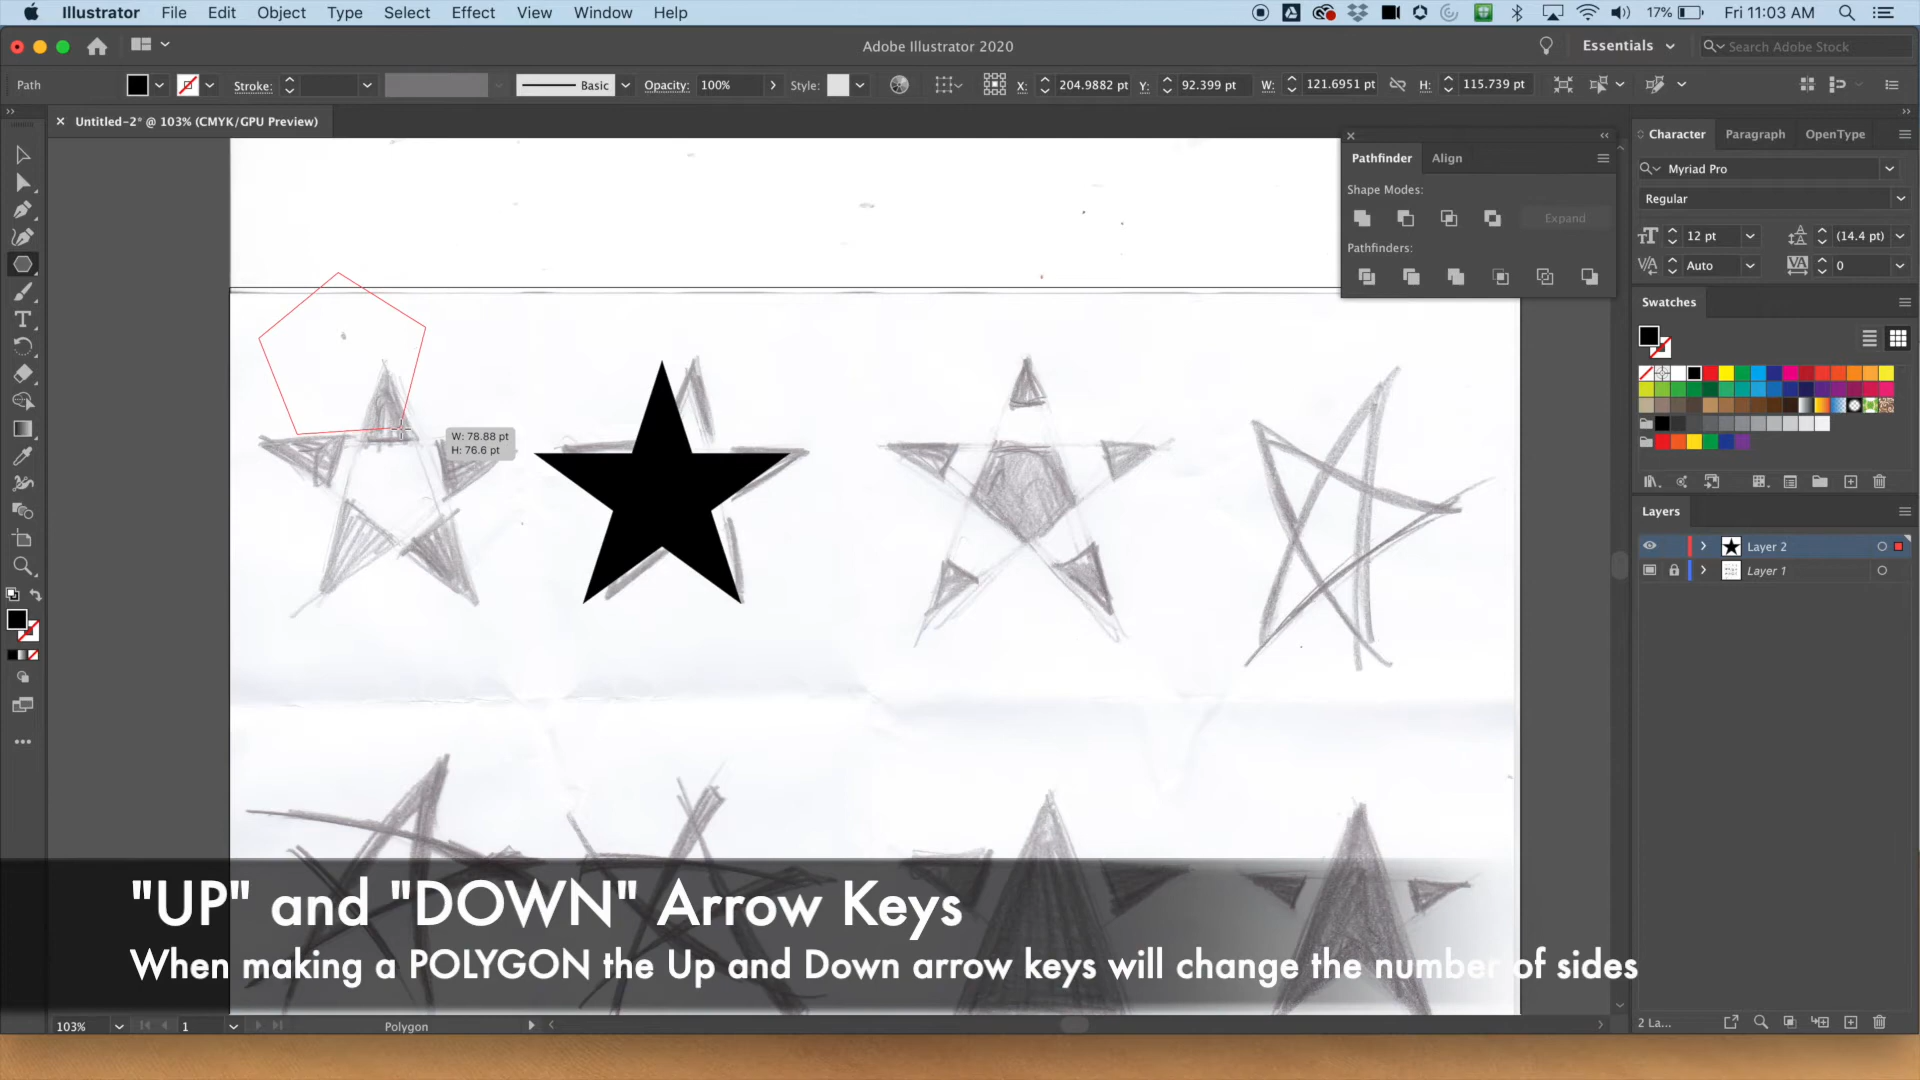 Illustrator File Edit Object Type Select Effect View Window Help 17% Fri 11:03 AM
Adobe Illustrator 2020 Essentials Search Adobe Stock
Path Stroke: Basic Opacity: 100% Style: X: 204.9882 pt Y: 92.399 pt W: 121.6951 pt H: 115.739 pt
Untitled-2* @ 103% (CMYK/GPU Preview)
Character Paragraph OpenType
Pathfinder Align
Myriad Pro
Shape Modes:
Regular
Expand
12 pt (14.4 pt)
Pathfinders:
Auto 0
Swatches
W: 78.88 pt
H: 76.6 pt
Layers
Layer 2
Layer 1
"UP" and "DOWN" Arrow Keys
When making a POLYGON the Up and Down arrow keys will change the number of sides
103% 1 Polygon 2 La...